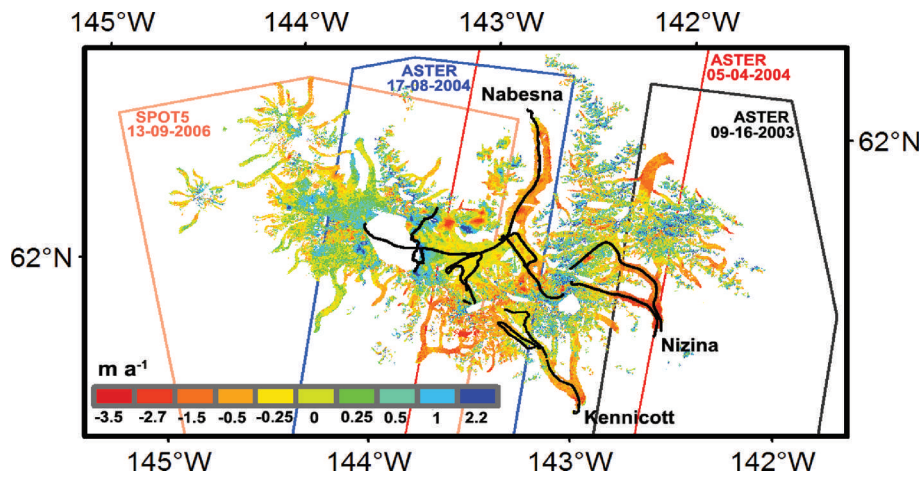 145°W 144°W 143°W 142°W
ASTER
05-04-2004
ASTER
17-08-2004
Nabesna
SPOT5
13-09-2006
ASTER
09-16-2003
62°N
62°N
Nizina
m a-1
-3.5 -2.7 -1.5 -0.5 -0.25 0 0.25 0.5 1 2.2
Kennicott
145°W 144°W 143°W 142°W